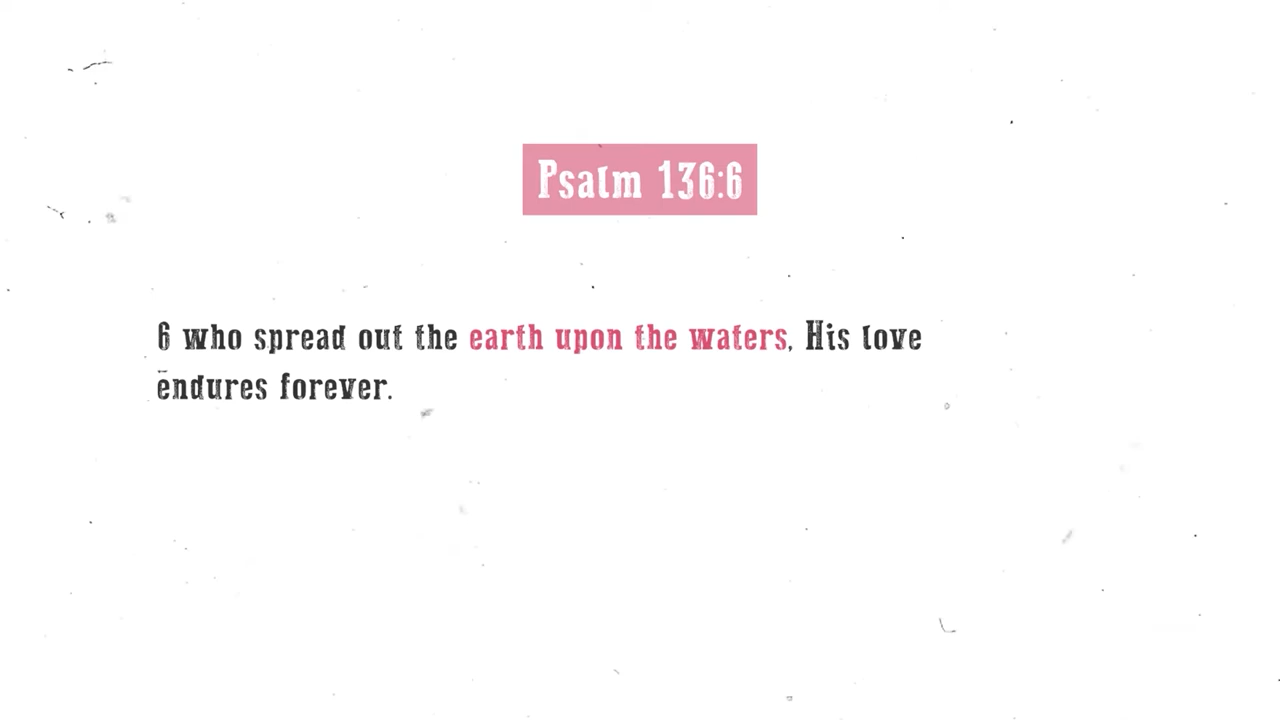 Psalm 136:6
6 who spread out the earth upon the waters, His love
endures forever.